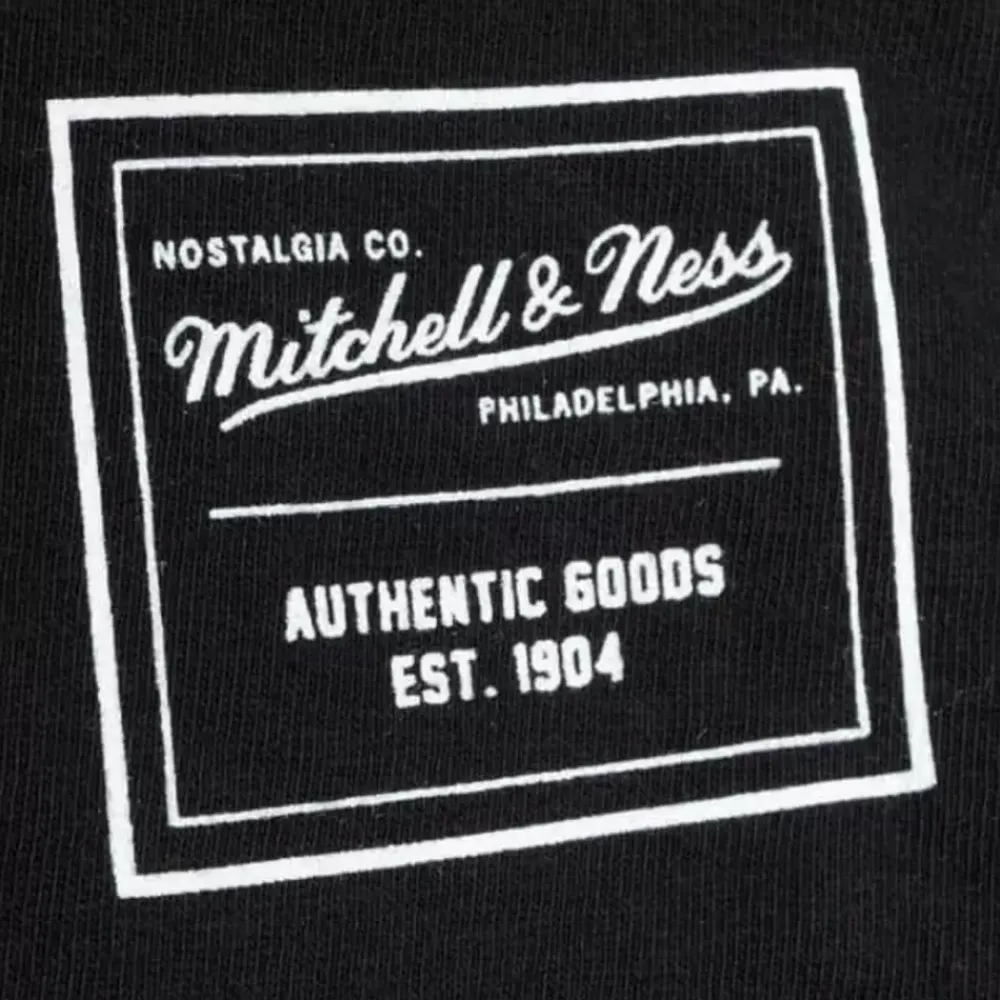 NOSTALGIA CO.
Mitchell & Ness
PHILADELPHIA, PA.
AUTHENTIC GOODS
EST. 1904